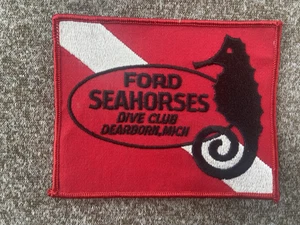 FORD
SEAHORSES
DIVE CLUB
DEARBORN, MICH